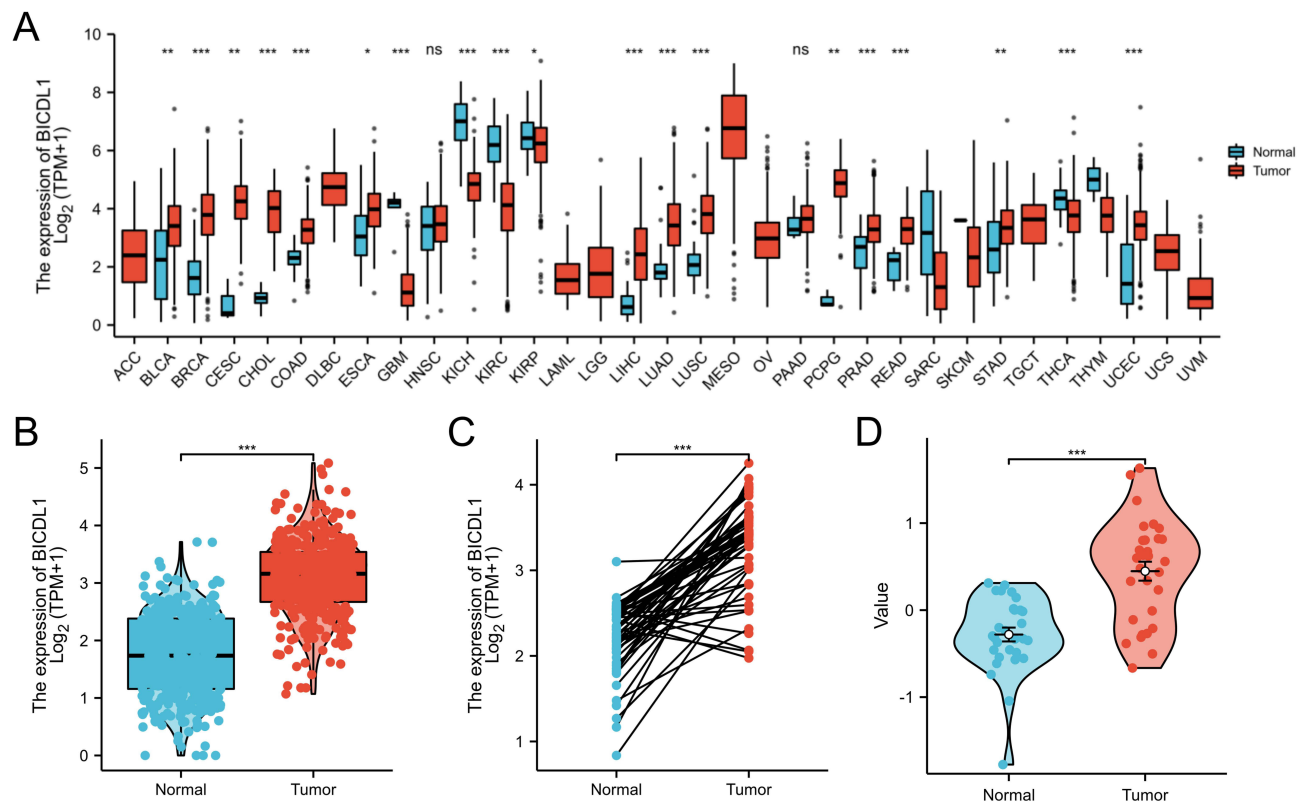 A
The expression of BICDL1
Log2 (TPM+1)
10
8
6
4
2
0
** *** ** *** *** * *** ns *** *** * *** *** *** ns ** *** *** ** *** ***
Normal
Tumor
ACC BLCA BRCA CESC CHOL COAD DLBC ESCA GBM HNSC KICH KIRC KIRP LAML LGG LIHC LUAD LUSC MESO OV PAAD PCPG PRAD READ SARC SKCM STAD TGCT THCA THYM UCEC UCS UVM
B
The expression of BICDL1
Log2 (TPM+1)
***
5
4
3
2
1
0
Normal Tumor
C
The expression of BICDL1
Log2 (TPM+1)
***
4
3
2
1
Normal Tumor
D
Value
***
1
0
-1
Normal Tumor